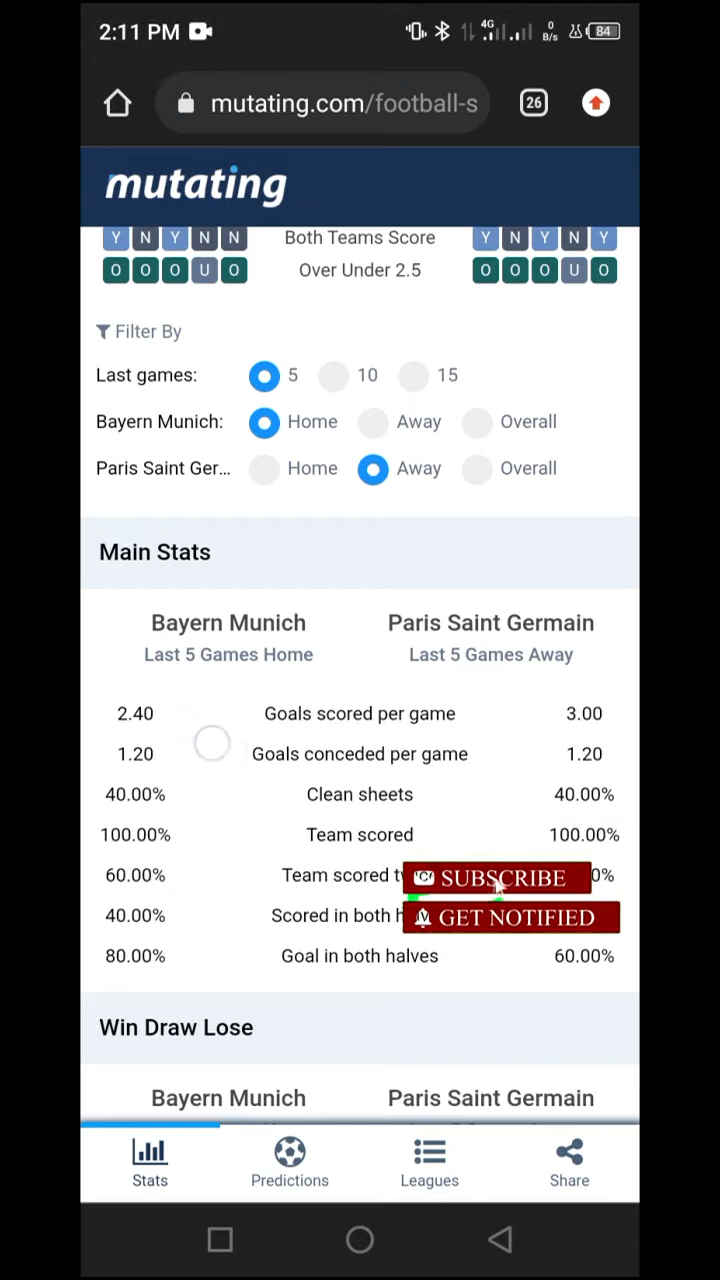 2:11 PM 4G 0 B/s 84
mutating.com/football-s 26
mutating
Y N Y N N Both Teams Score Y N Y N Y
O O O U O Over Under 2.5 O O O U O
Filter By
Last games: 5 10 15
Bayern Munich: Home Away Overall
Paris Saint Ger... Home Away Overall
Main Stats
Bayern Munich Paris Saint Germain
Last 5 Games Home Last 5 Games Away
2.40 Goals scored per game 3.00
1.20 Goals conceded per game 1.20
40.00% Clean sheets 40.00%
100.00% Team scored 100.00%
60.00% Team scored 0%
SUBSCRIBE
40.00% Scored in both
GET NOTIFIED
80.00% Goal in both halves 60.00%
Win Draw Lose
Bayern Munich Paris Saint Germain
Stats Predictions Leagues Share